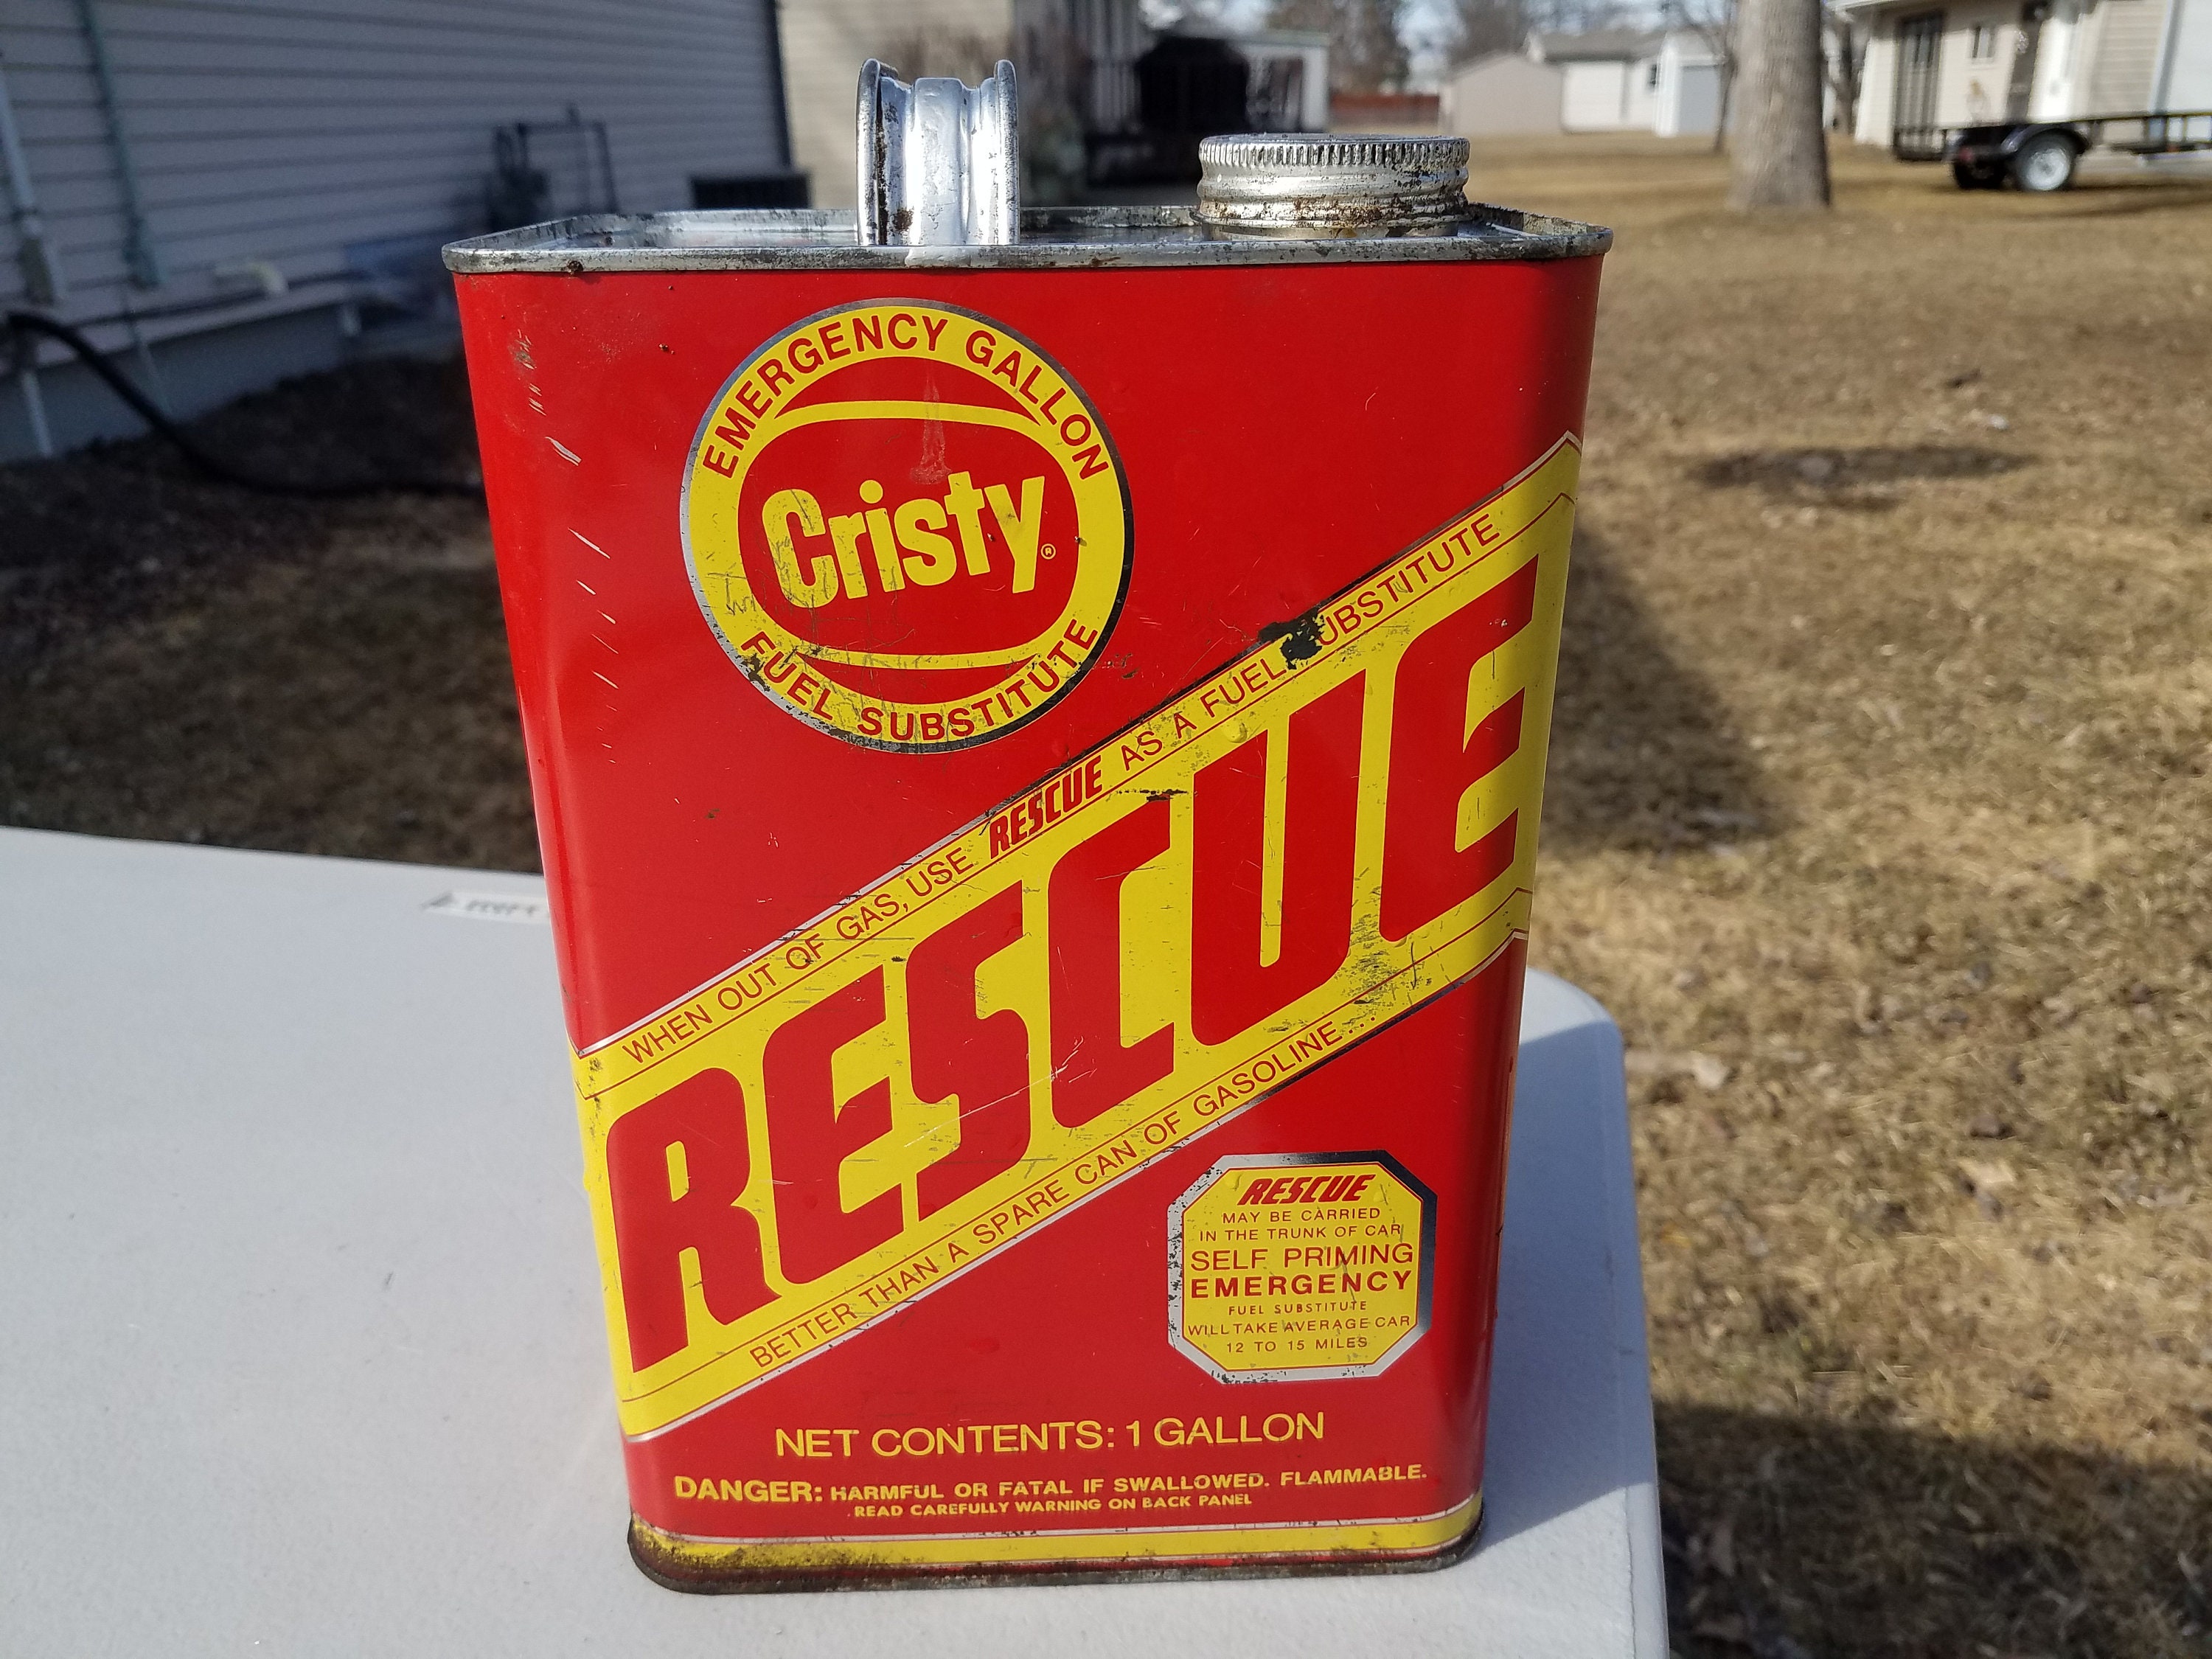 EMERGENCY GALLON
Cristy®
FUEL SUBSTITUTE
WHEN OUT OF GAS, USE RESCUE AS A FUEL UBSTITUTE
RESCUE
BETTER THAN A SPARE CAN OF GASOLINE...
RESCUE
MAY BE CARRIED
IN THE TRUNK OF CAR
SELF PRIMING
EMERGENCY
FUEL SUBSTITUTE
WILL TAKE AVERAGE CAR
12 TO 15 MILES
NET CONTENTS: 1 GALLON
DANGER: HARMFUL OR FATAL IF SWALLOWED. FLAMMABLE.
READ CAREFULLY WARNING ON BACK PANEL